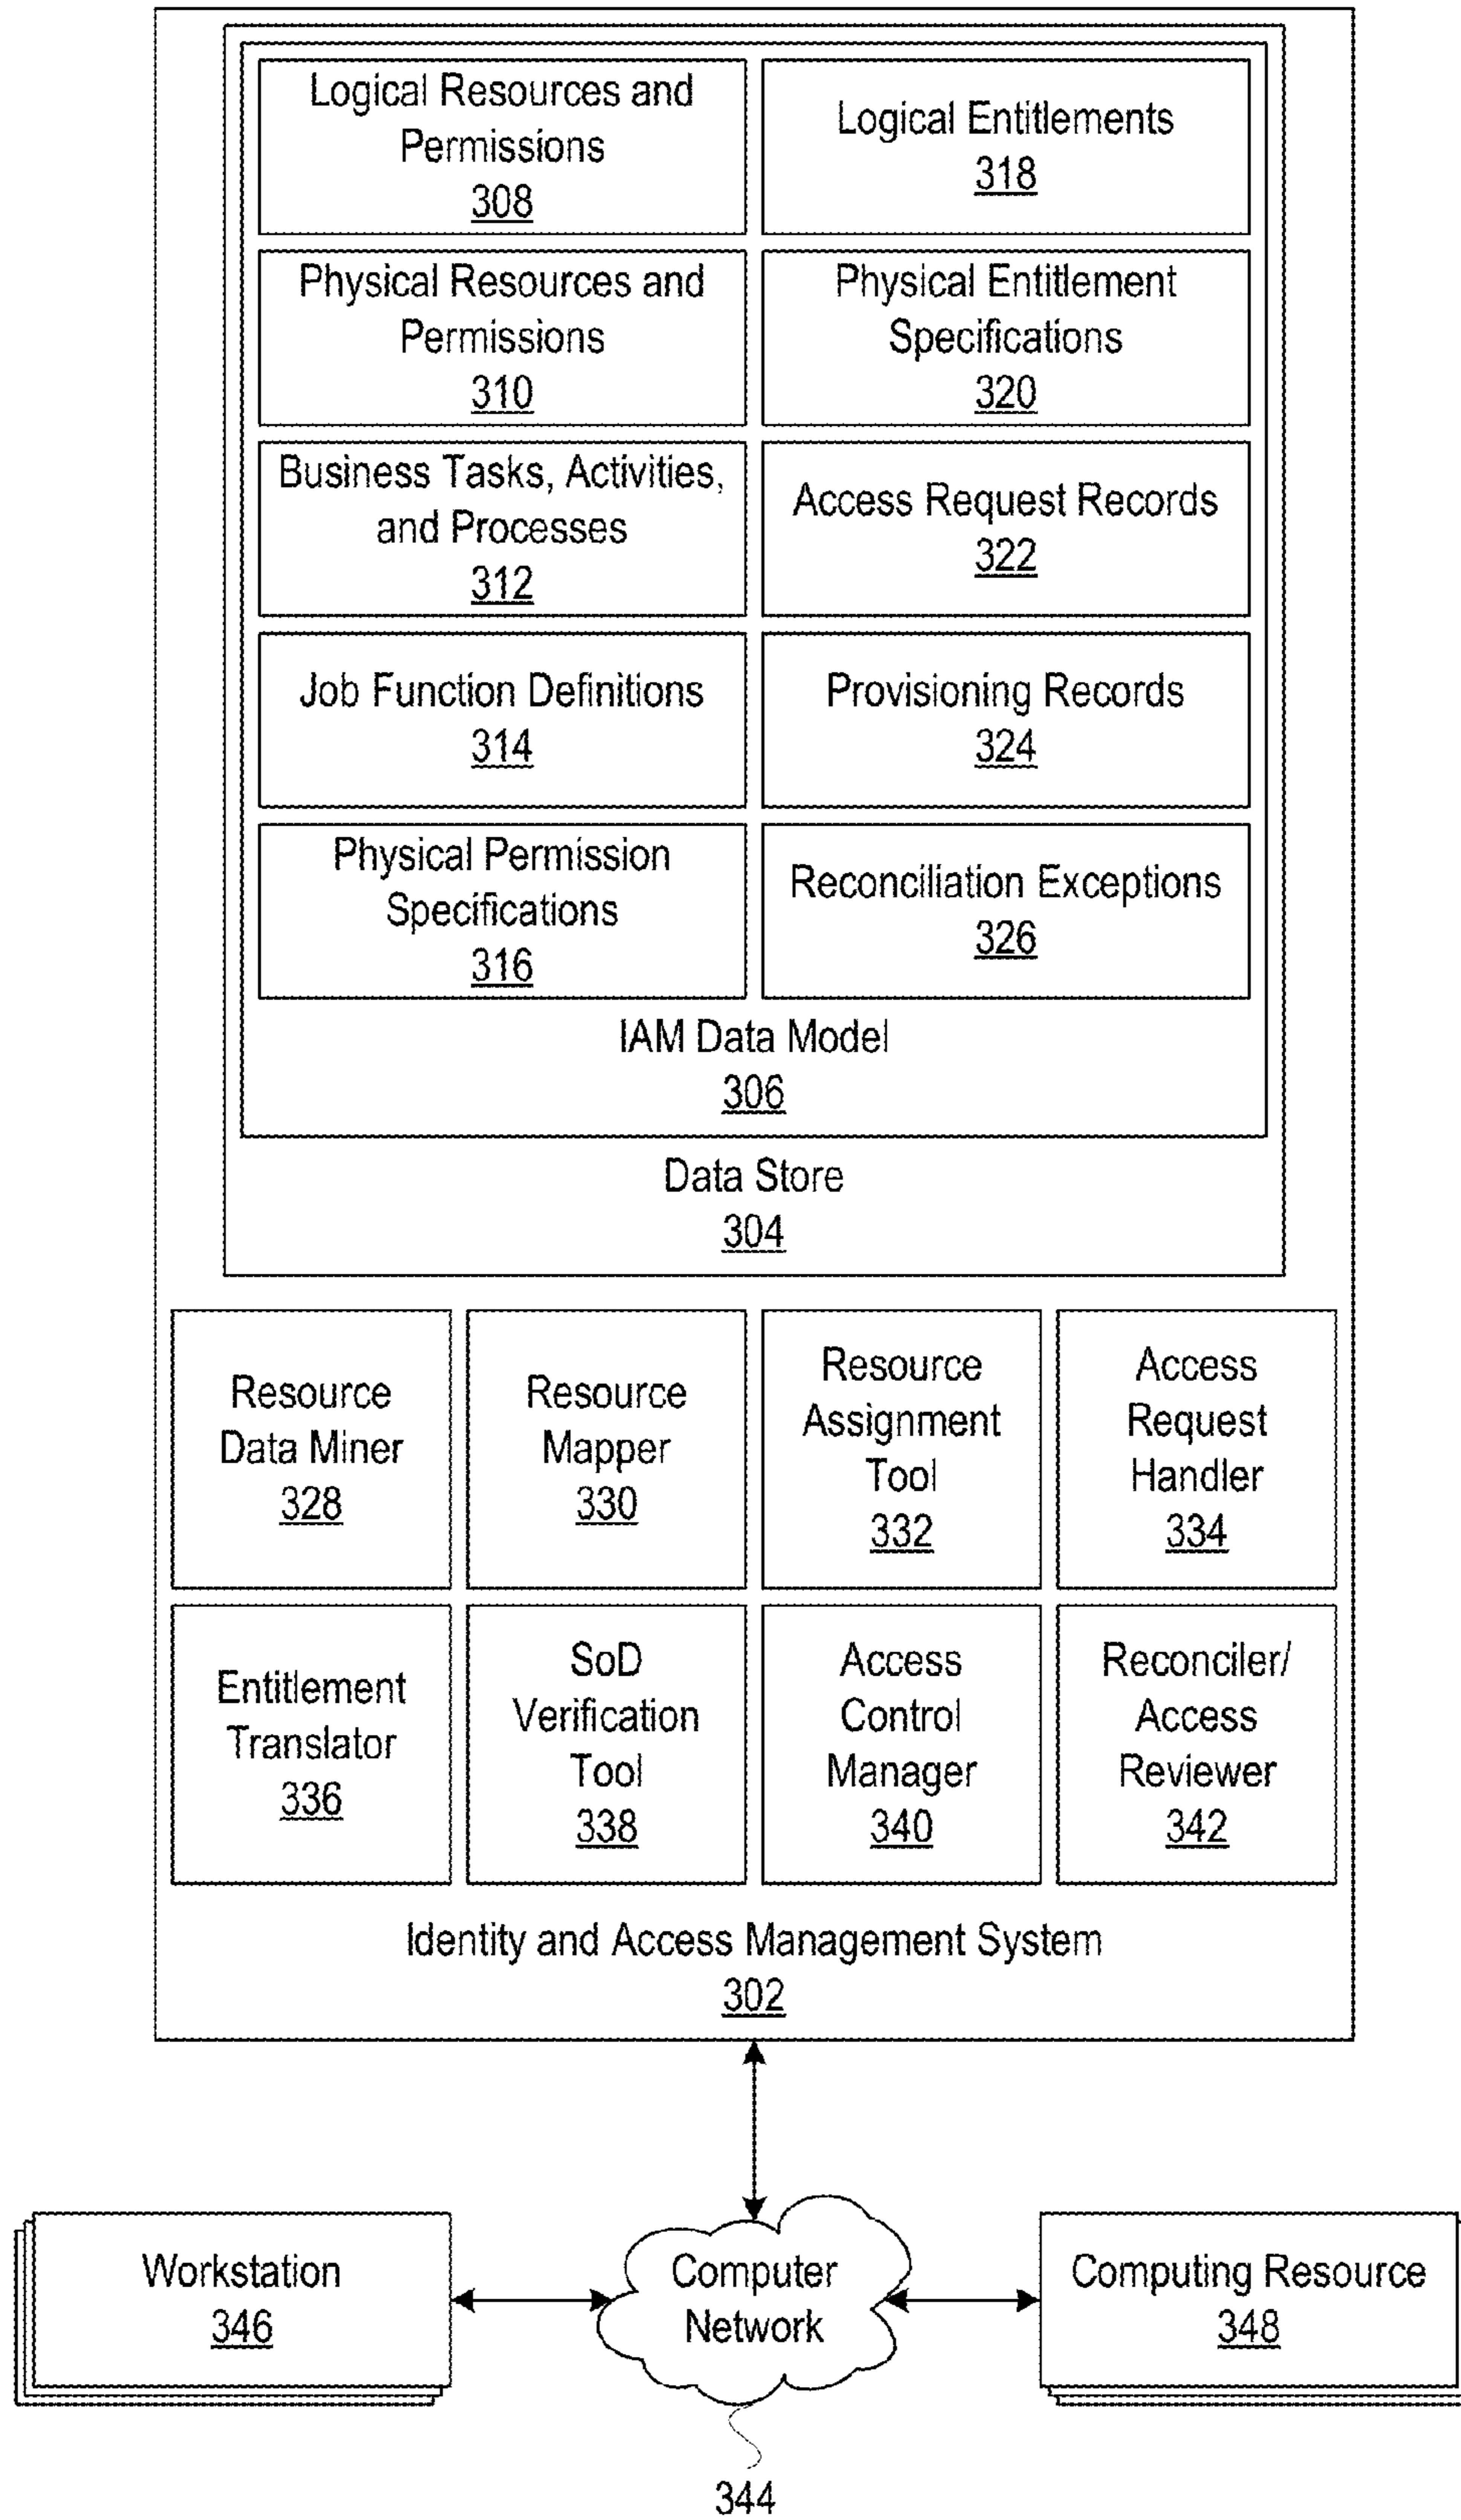 Logical Resources and
Permissions
308
Logical Entitlements
318
Physical Resources and
Permissions
310
Physical Entitlement
Specifications
320
Business Tasks, Activities,
and Processes
312
Access Request Records
322
Job Function Definitions
314
Provisioning Records
324
Physical Permission
Specifications
316
Reconciliation Exceptions
326
IAM Data Model
306
Data Store
304
Resource
Data Miner
328
Resource
Mapper
330
Resource
Assignment
Tool
332
Access
Request
Handler
334
Entitlement
Translator
336
SoD
Verification
Tool
338
Access
Control
Manager
340
Reconciler/
Access
Reviewer
342
Identity and Access Management System
302
Workstation
346
Computer
Network
Computing Resource
348
344